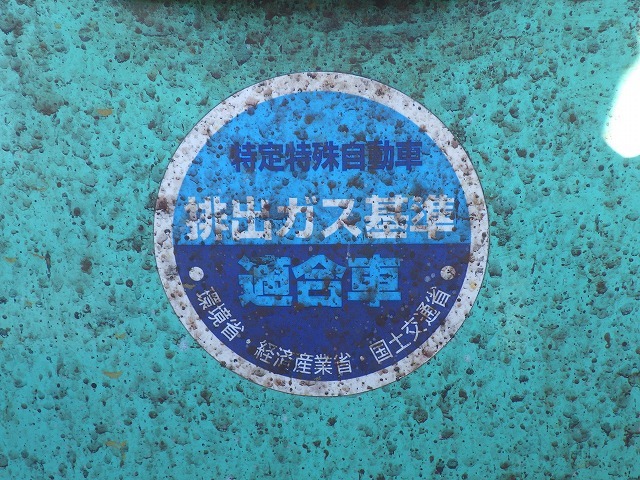 特定特殊自動車
排出ガス基準
適合車
環境省・経済産業省・国土交通省